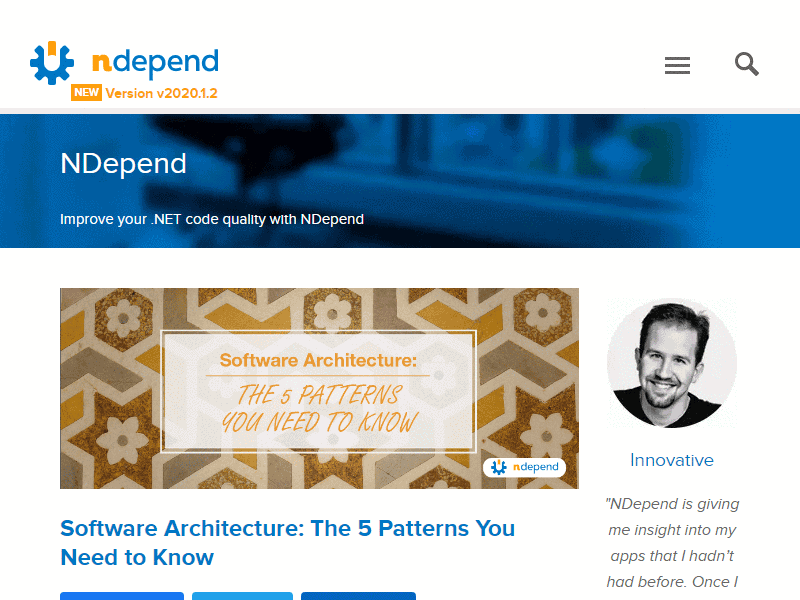 ndepend
NEW Version v2020.1.2
NDepend
Improve your .NET code quality with NDepend
Software Architecture:
THE 5 PATTERNS
YOU NEED TO KNOW
ndepend
Software Architecture: The 5 Patterns You
Need to Know
Innovative
"NDepend is giving
me insight into my
apps that I hadn't
had before. Once I